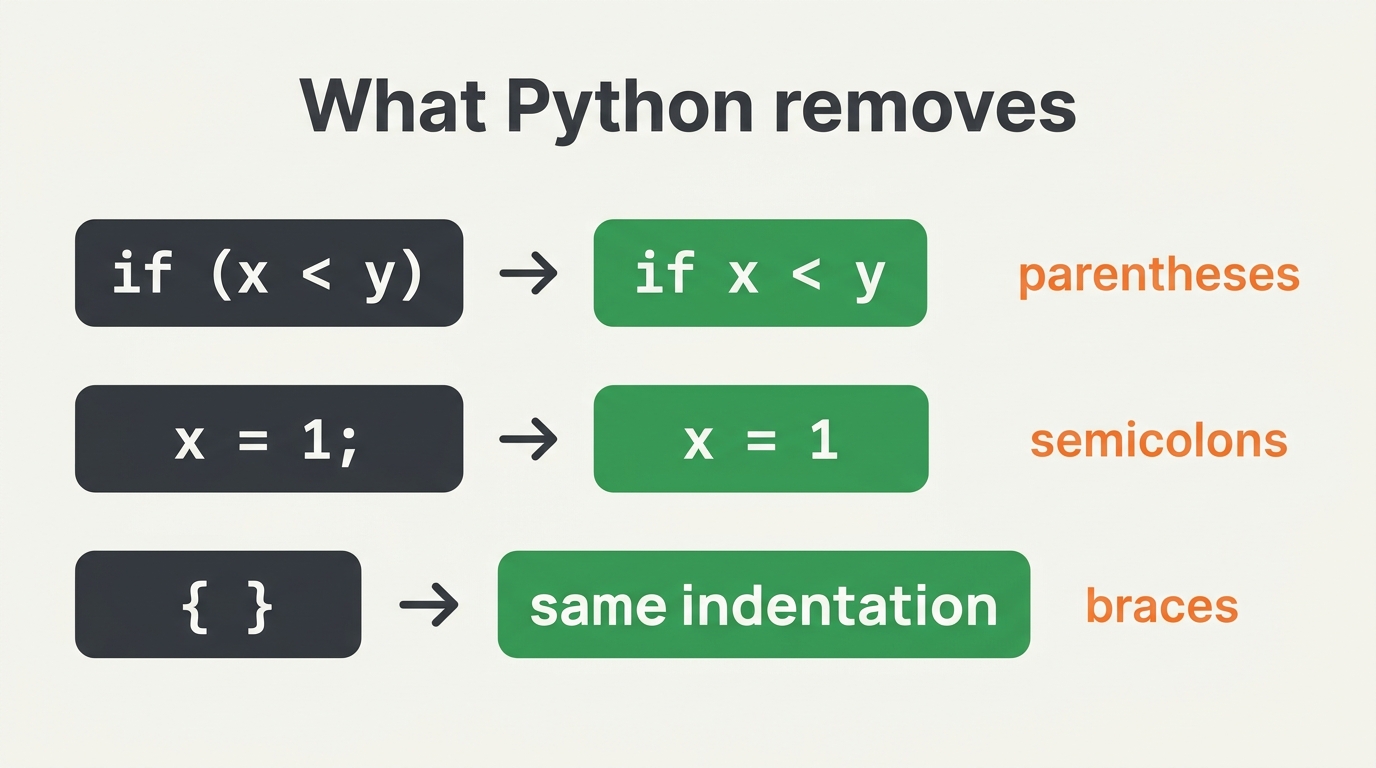 What Python removes
if (x < y) → if x < y parentheses
x = 1; → x = 1 semicolons
{ } → same indentation braces